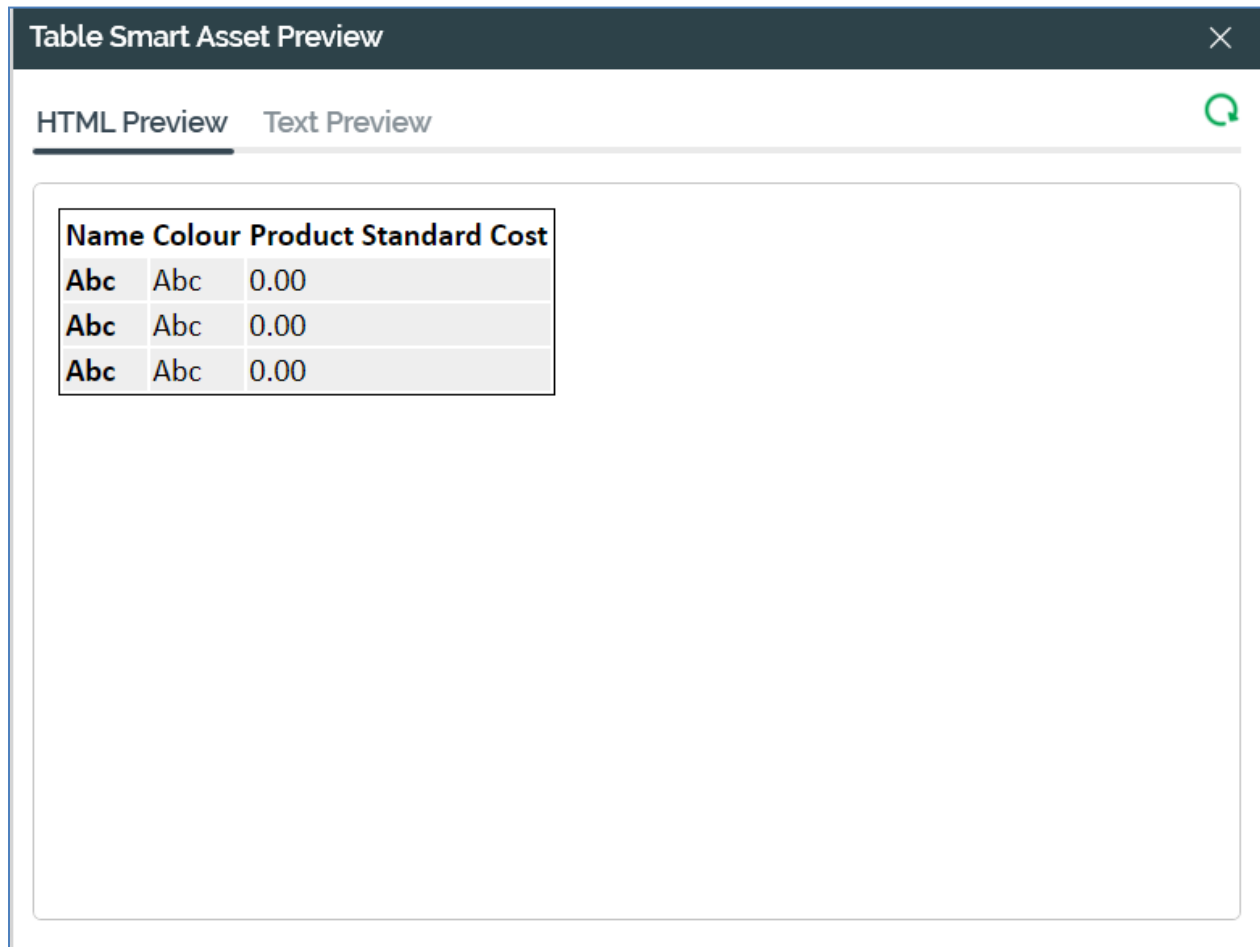 Table Smart Asset Preview
HTML Preview Text Preview
Name Colour Product Standard Cost
Abc Abc 0.00
Abc Abc 0.00
Abc Abc 0.00